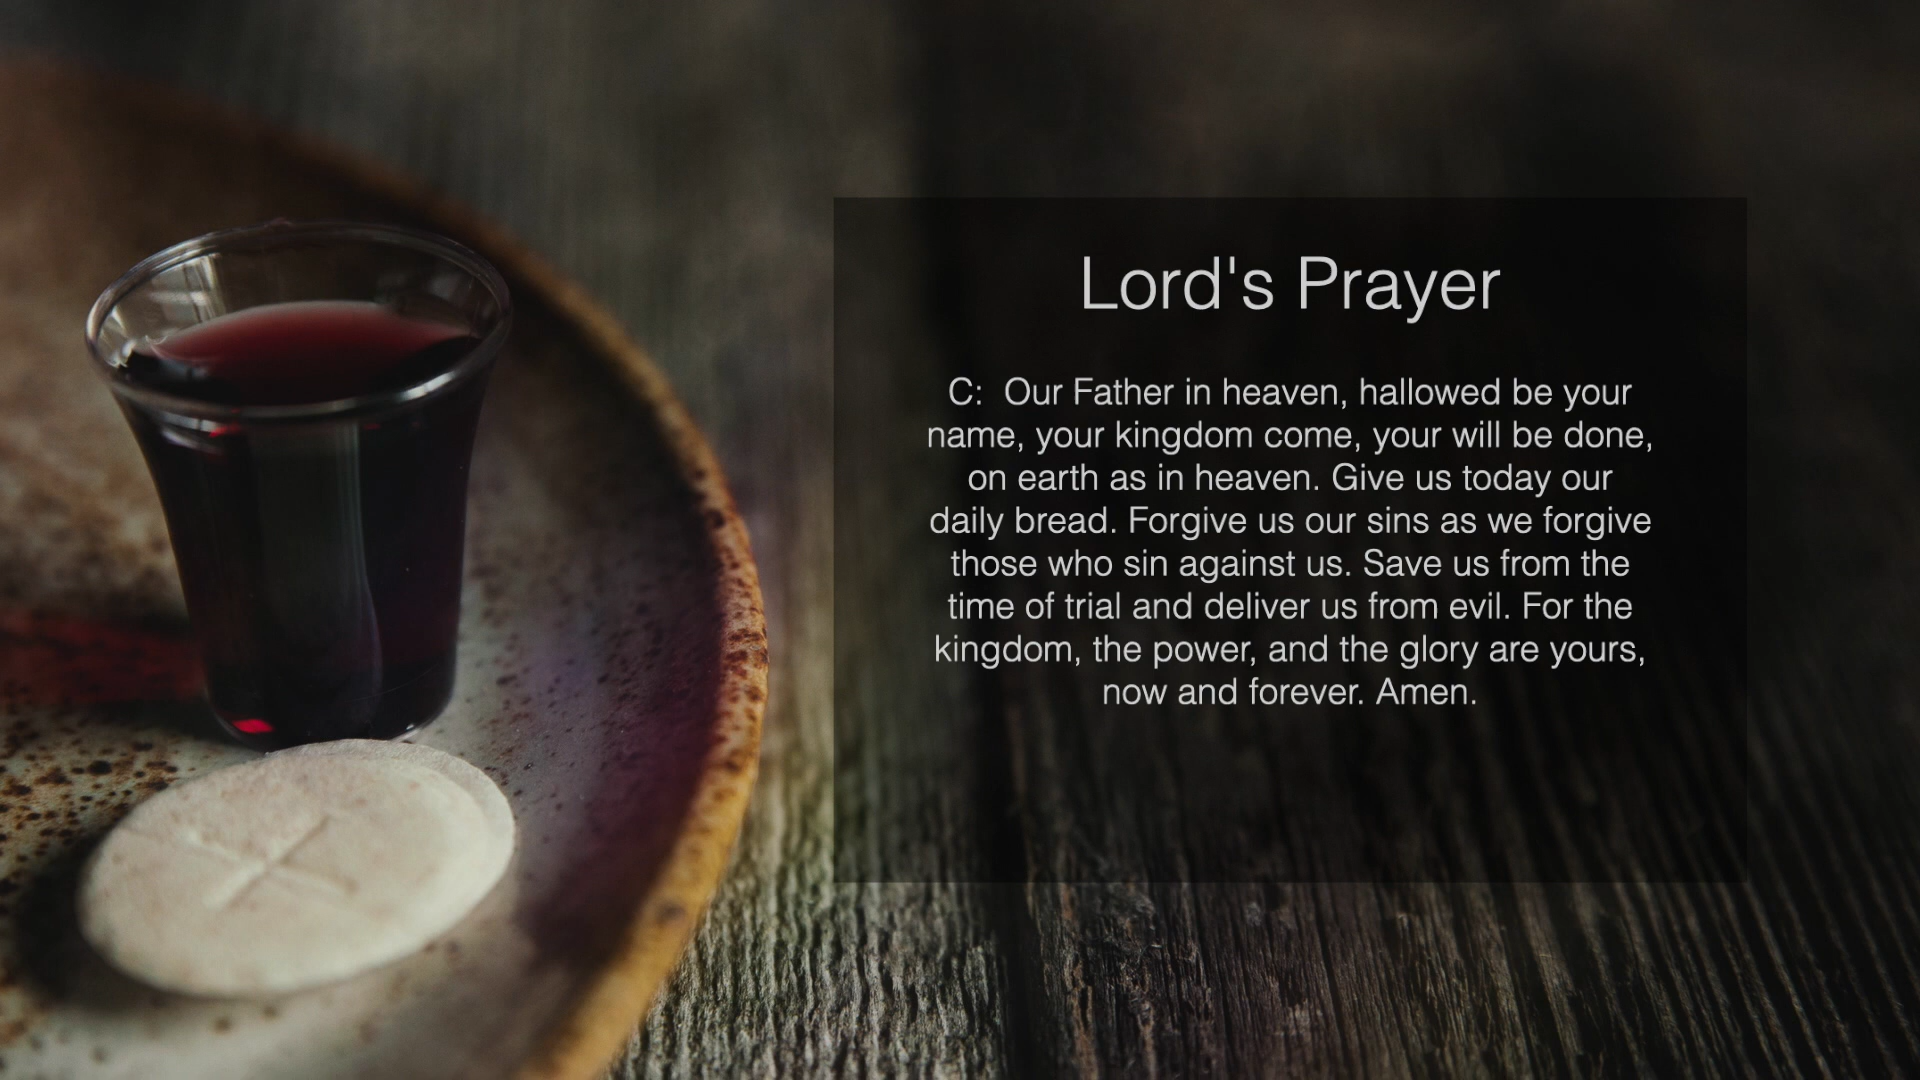 Lord's Prayer
C:  Our Father in heaven, hallowed be your
name, your kingdom come, your will be done,
on earth as in heaven. Give us today our
daily bread. Forgive us our sins as we forgive
those who sin against us. Save us from the
time of trial and deliver us from evil. For the
kingdom, the power, and the glory are yours,
now and forever. Amen.